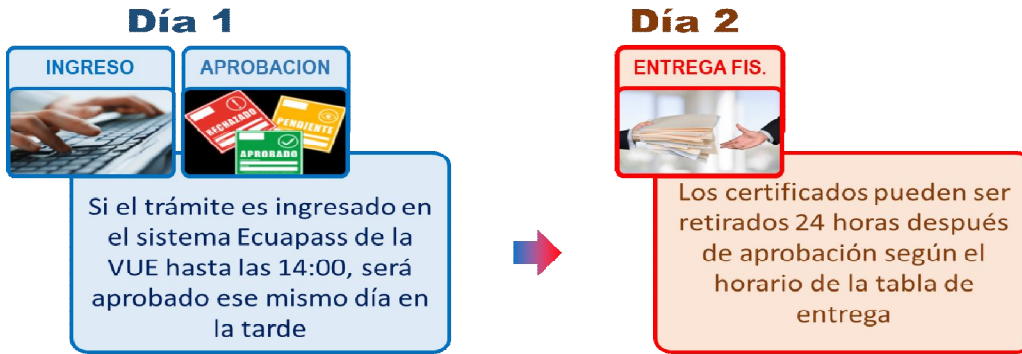 Día 1
INGRESO
APROBACION
RECHAZADO
PENDIENTE
APROBADO
Si el trámite es ingresado en
el sistema Ecuapass de la
VUE hasta las 14:00, será
aprobado ese mismo día en
la tarde
Día 2
ENTREGA FIS.
Los certificados pueden ser
retirados 24 horas después
de aprobación según el
horario de la tabla de
entrega